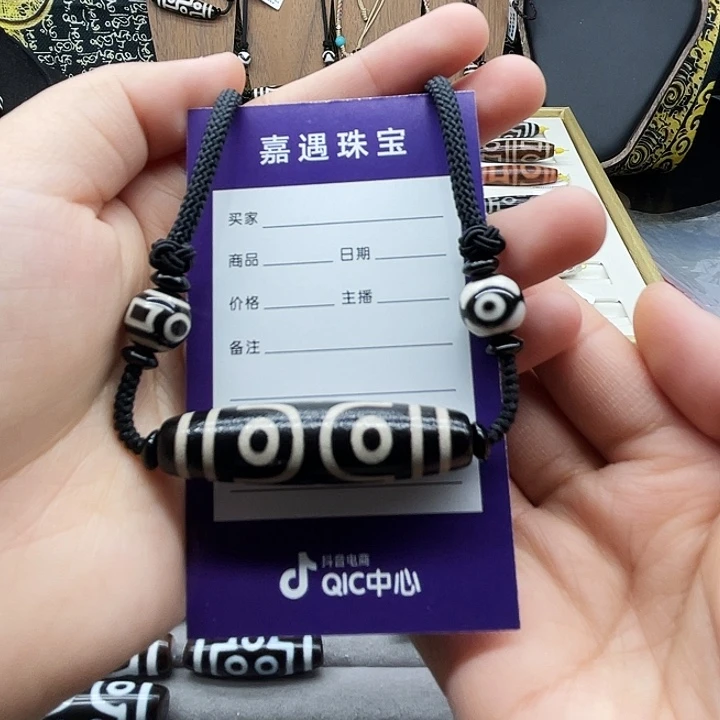 嘉遇珠宝
买家
商品 日期
价格 主播
备注
抖音电商
QIC中心